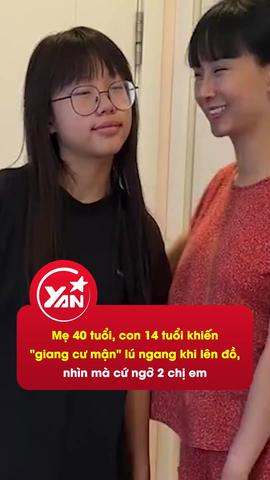 YAN
Mẹ 40 tuổi, con 14 tuổi khiến
"giang cư mận" lú ngang khi lên đồ,
nhìn mà cứ ngỡ 2 chị em